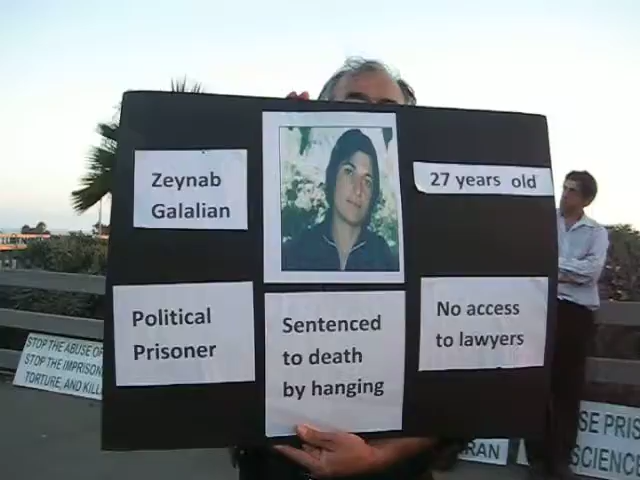 Zeynab
Galalian
27 years old
Political
Prisoner
Sentenced
to death
by hanging
No access
to lawyers
STOP THE ABUSE OF
STOP THE IMPRISON
TORTURE, AND KILL
RAN
SE PRIS
SCIENCE